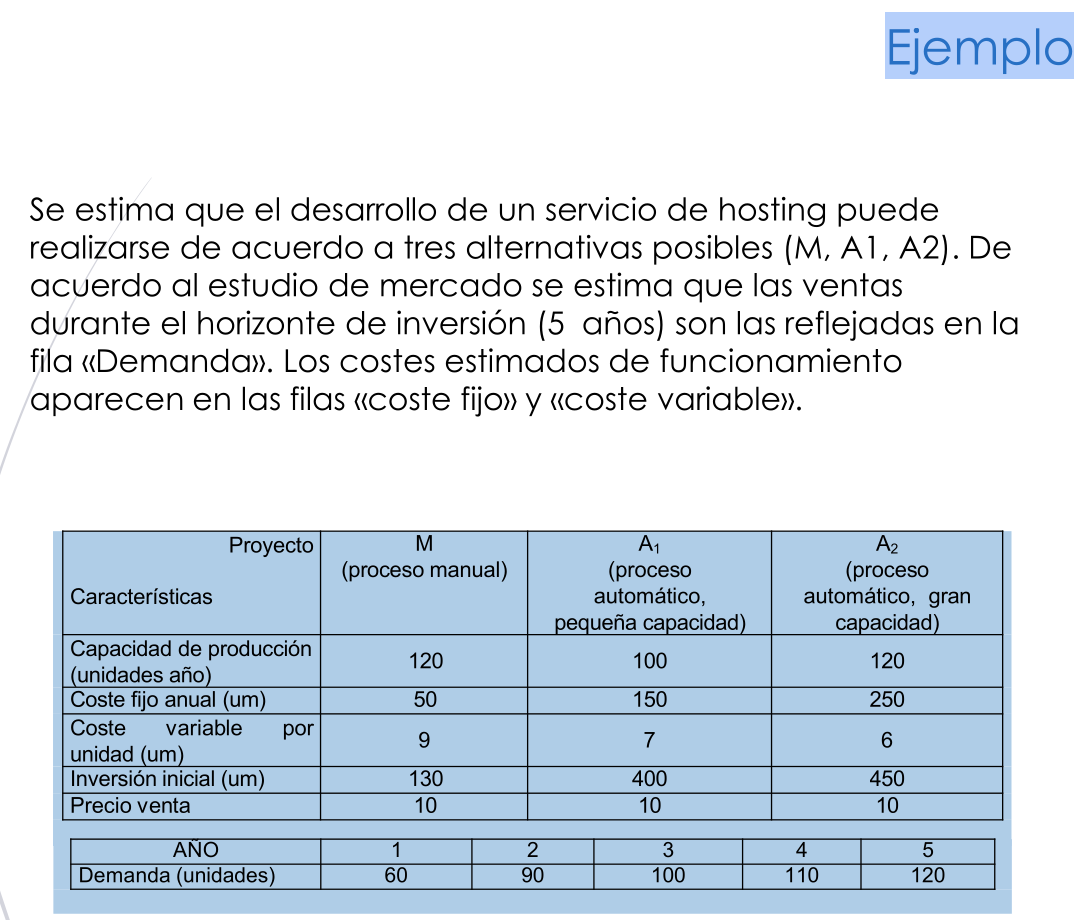 Ejemplo
Se estima que el desarrollo de un servicio de hosting puede
realizarse de acuerdo a tres alternativas posibles (M, A1, A2). De
acuerdo al estudio de mercado se estima que las ventas
durante el horizonte de inversión (5 años) son las reflejadas en la
fila «Demanda». Los costes estimados de funcionamiento
aparecen en las filas «coste fijo» y «coste variable».
Proyecto
Características
M
(proceso manual)
A₁
(proceso
automático,
pequeña capacidad)
A₂
(proceso
automático, gran
capacidad)
Capacidad de producción
(unidades año)
120
100
120
Coste fijo anual (um)
50
150
250
Coste variable por
unidad (um)
9
7
6
Inversión inicial (um)
130
400
450
Precio venta
10
10
10
AÑO
1
2
3
4
5
Demanda (unidades)
60
90
100
110
120